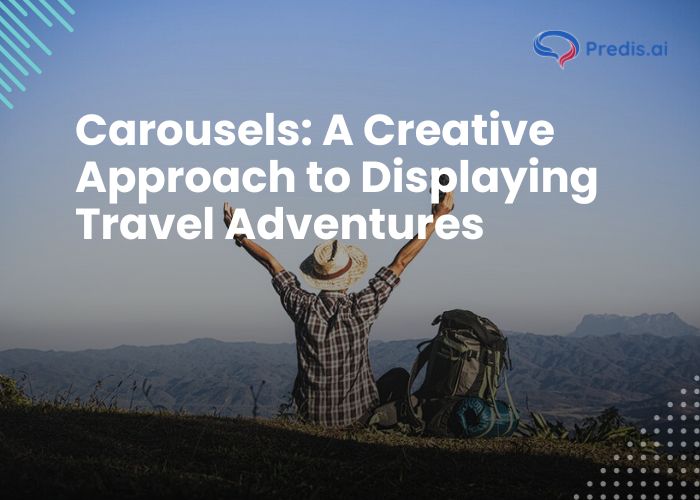 Predis.ai
Carousels: A Creative
Approach to Displaying
Travel Adventures